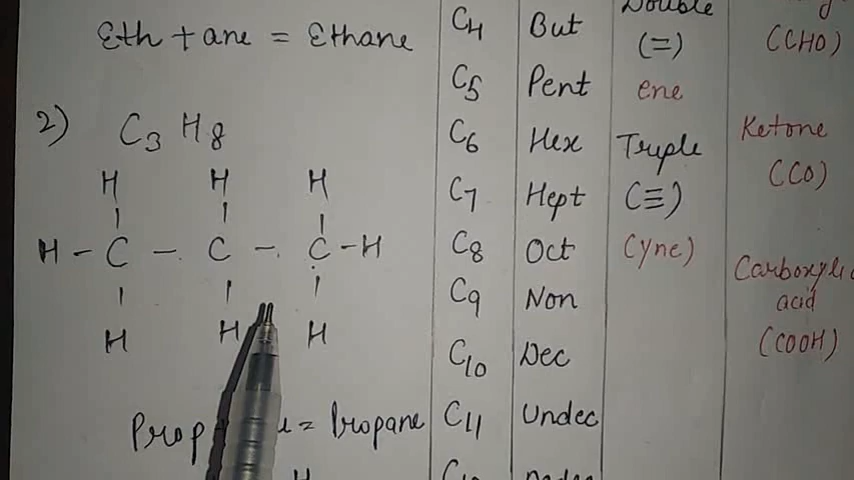 Eth + ane = Ethane
2) C3 H8
H H H
H - C - C - C - H
H H H
Prop = Propane
H
C4 But
C5 Pent
C6 Hex
C7 Hept
C8 Oct
C9 Non
C10 Dec
C11 Undec
Double
(=)
ene
Triple
(≡)
(yne)
(CHO)
Ketone
(CO)
Carboxylic
acid
(COOH)